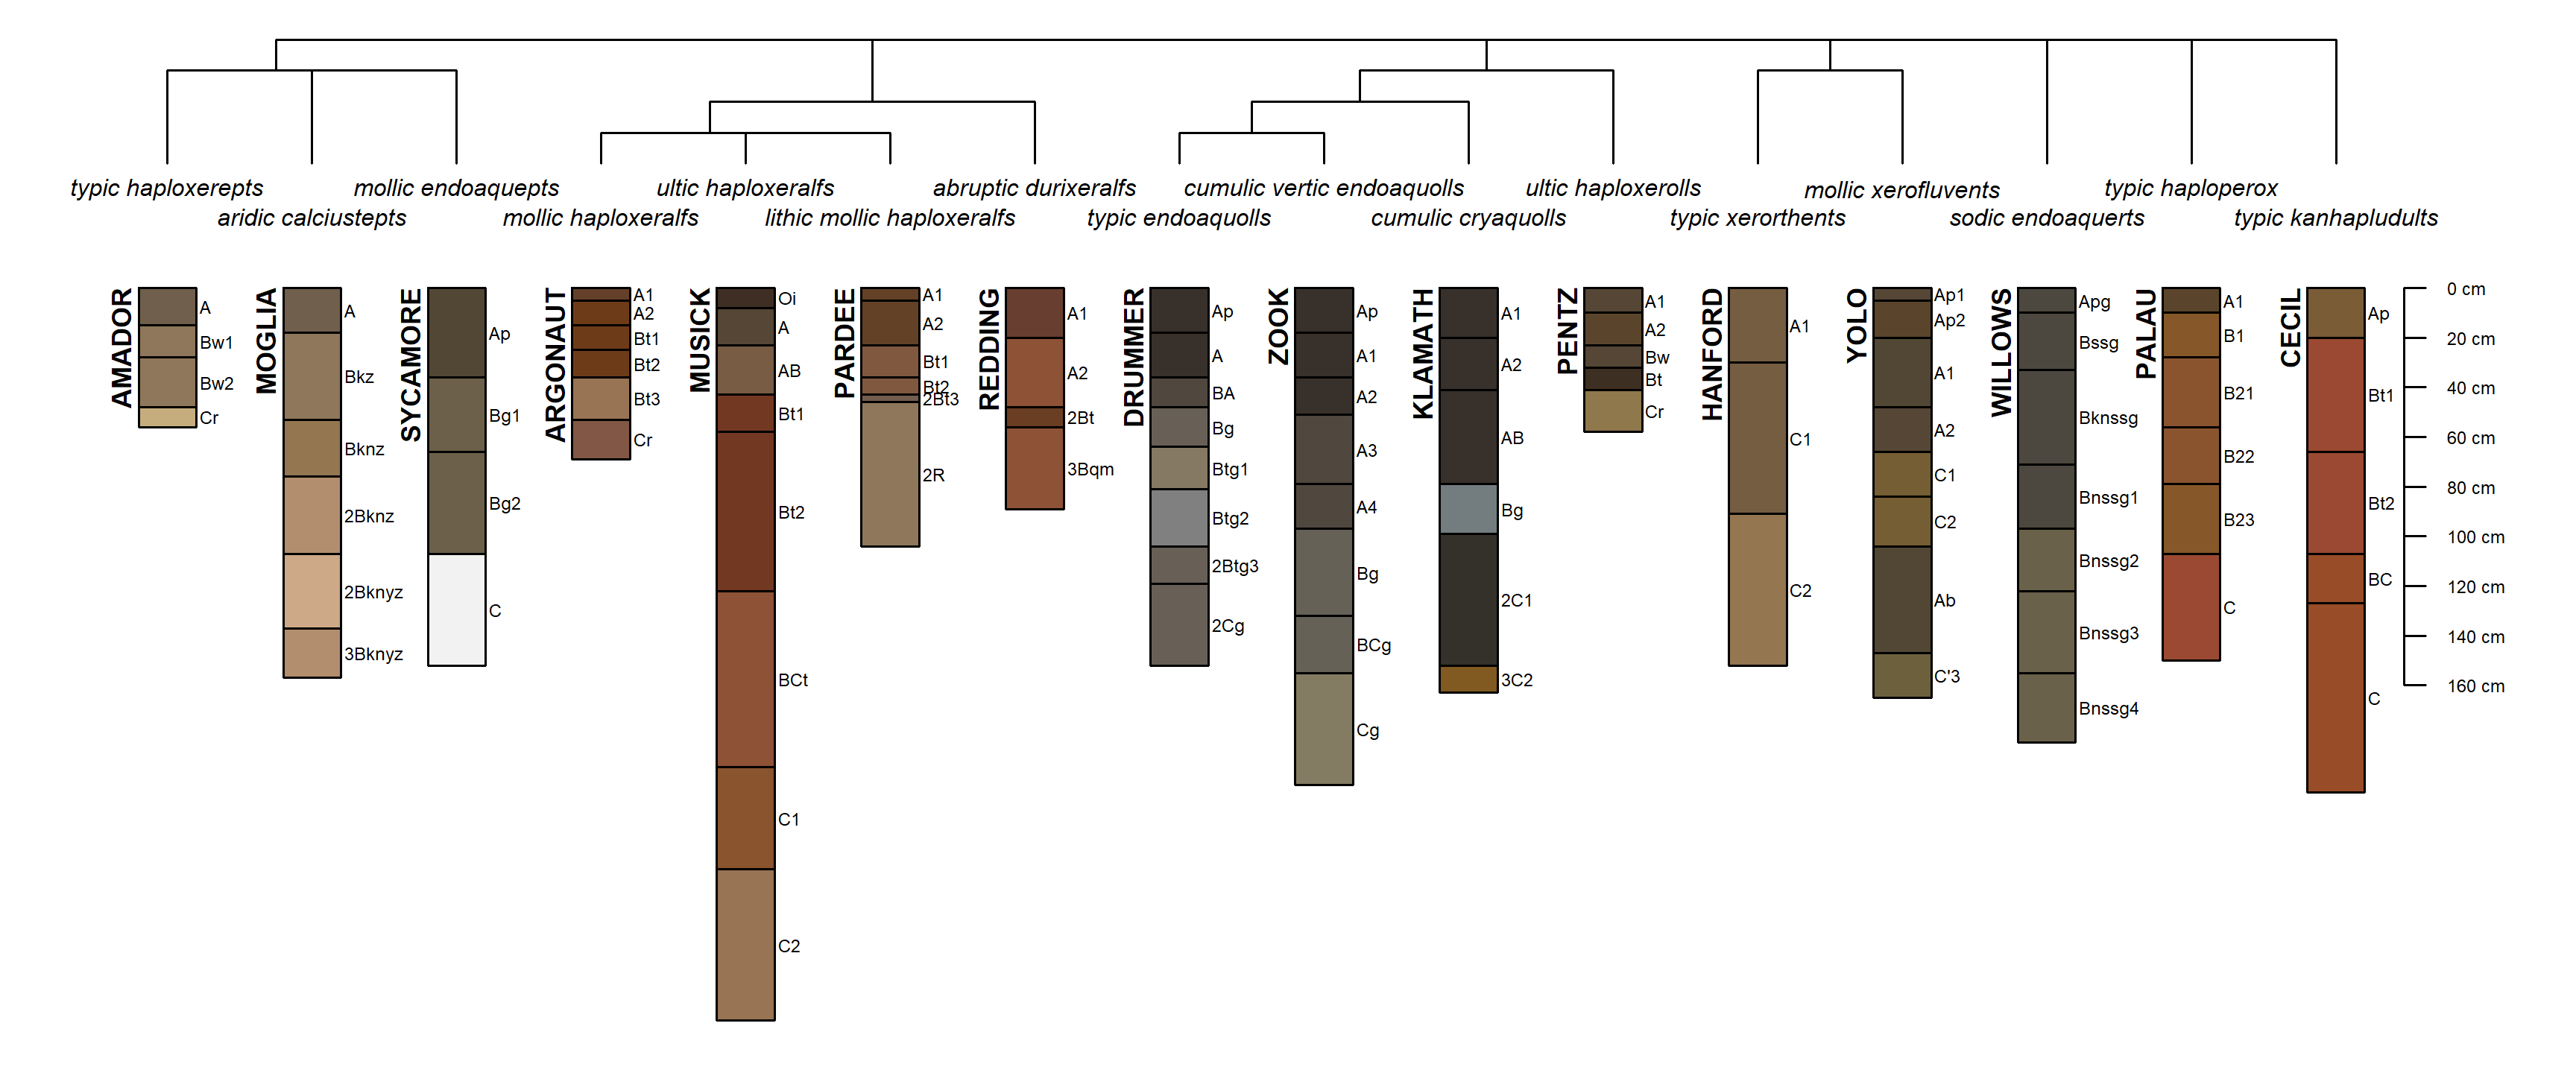 typic haploxerepts
mollic endoaquepts
ultic haploxeralfs
abruptic durixeralfs
cumulic vertic endoaquolls
ultic haploxerolls
mollic xerofluvents
typic haploperox
aridic calciustepts
mollic haploxeralfs
lithic mollic haploxeralfs
typic endoaquolls
cumulic cryaquolls
typic xerorthents
sodic endoaquerts
typic kanhapludults
AMADOR
A
Bw1
Bw2
Cr
MOGLIA
A
Bkz
Bknz
2Bknz
2Bknyz
3Bknyz
SYCAMORE
Ap
Bg1
Bg2
C
ARGONAUT
A1
A2
Bt1
Bt2
Bt3
Cr
MUSICK
Oi
A
AB
Bt1
Bt2
BCt
C1
C2
PARDEE
A1
A2
Bt1
Bt2
2Bt3
2R
REDDING
A1
A2
2Bt
3Bqm
DRUMMER
Ap
A
BA
Bg
Btg1
Btg2
2Btg3
2Cg
ZOOK
Ap
A1
A2
A3
A4
Bg
BCg
Cg
KLAMATH
A1
A2
AB
Bg
2C1
3C2
PENTZ
A1
A2
Bw
Bt
Cr
HANFORD
A1
C1
C2
YOLO
Ap1
Ap2
A1
A2
C1
C2
Ab
C'3
WILLOWS
Apg
Bssg
Bknssg
Bnssg1
Bnssg2
Bnssg3
Bnssg4
PALAU
A1
B1
B21
B22
B23
C
CECIL
Ap
Bt1
Bt2
BC
C
0 cm
20 cm
40 cm
60 cm
80 cm
100 cm
120 cm
140 cm
160 cm